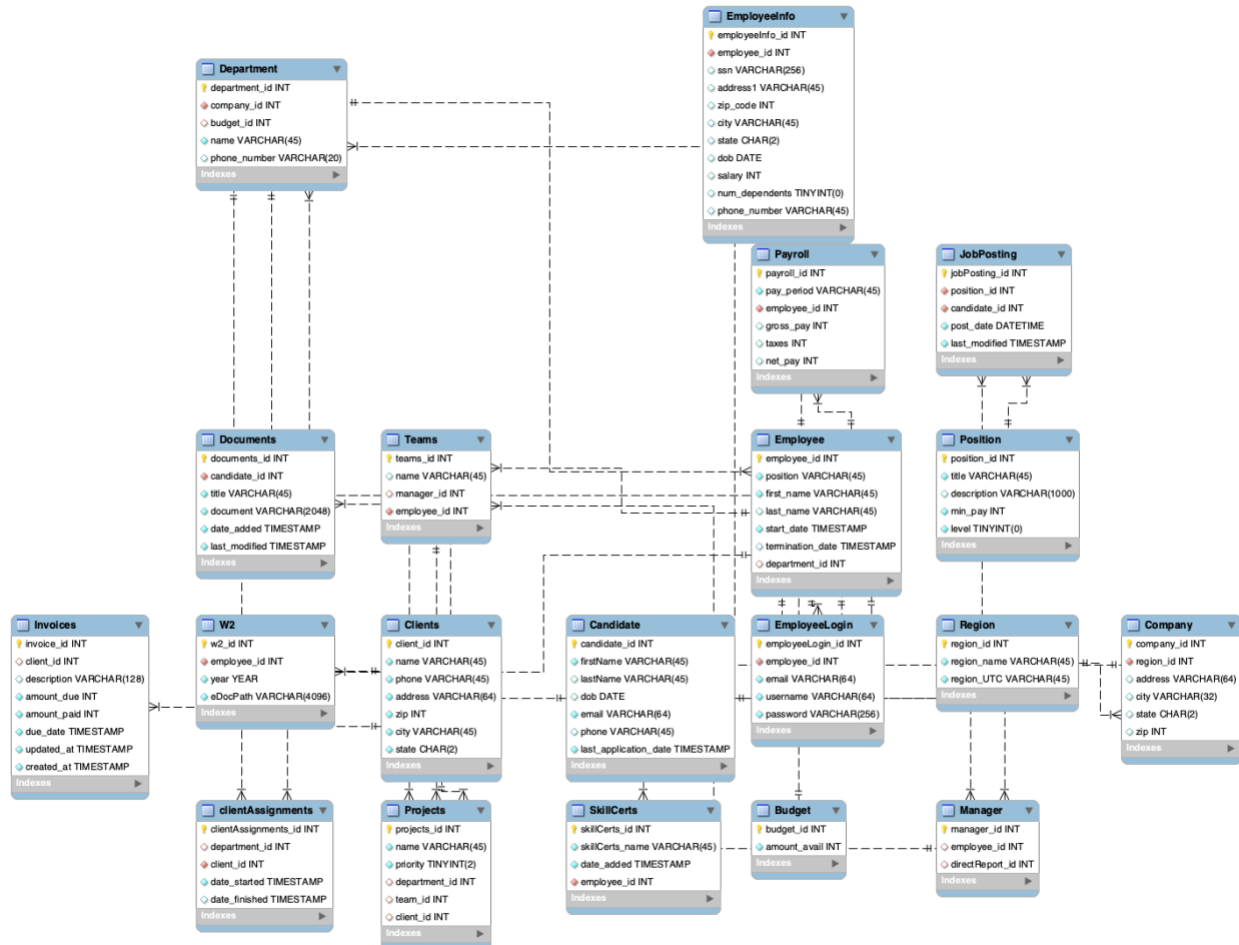 EmployeeInfo
employeeInfo_id INT
employee_id INT
ssn VARCHAR(256)
address1 VARCHAR(45)
zip_code INT
city VARCHAR(45)
state CHAR(2)
dob DATE
salary INT
num_dependents TINYINT(0)
phone_number VARCHAR(45)
Indexes
Department
department_id INT
company_id INT
budget_id INT
name VARCHAR(45)
phone_number VARCHAR(20)
Indexes
Payroll
payroll_id INT
pay_period VARCHAR(45)
employee_id INT
gross_pay INT
taxes INT
net_pay INT
Indexes
JobPosting
jobPosting_id INT
position_id INT
candidate_id INT
post_date DATETIME
last_modified TIMESTAMP
Indexes
Documents
documents_id INT
candidate_id INT
title VARCHAR(45)
document VARCHAR(2048)
date_added TIMESTAMP
last_modified TIMESTAMP
Indexes
Teams
teams_id INT
name VARCHAR(45)
manager_id INT
employee_id INT
Indexes
Employee
employee_id INT
position VARCHAR(45)
first_name VARCHAR(45)
last_name VARCHAR(45)
start_date TIMESTAMP
termination_date TIMESTAMP
department_id INT
Indexes
Position
position_id INT
title VARCHAR(45)
description VARCHAR(1000)
min_pay INT
level TINYINT(0)
Indexes
Invoices
invoice_id INT
client_id INT
description VARCHAR(128)
amount_due INT
amount_paid INT
due_date TIMESTAMP
updated_at TIMESTAMP
created_at TIMESTAMP
Indexes
W2
w2_id INT
employee_id INT
year YEAR
eDocPath VARCHAR(4096)
Indexes
Clients
client_id INT
name VARCHAR(45)
phone VARCHAR(45)
address VARCHAR(64)
zip INT
city VARCHAR(45)
state CHAR(2)
Indexes
Candidate
candidate_id INT
firstName VARCHAR(45)
lastName VARCHAR(45)
dob DATE
email VARCHAR(64)
phone VARCHAR(45)
last_application_date TIMESTAMP
Indexes
EmployeeLogin
employeeLogin_id INT
employee_id INT
email VARCHAR(64)
username VARCHAR(64)
password VARCHAR(256)
Indexes
Region
region_id INT
region_name VARCHAR(45)
region_UTC VARCHAR(45)
Indexes
Company
company_id INT
region_id INT
address VARCHAR(64)
city VARCHAR(32)
state CHAR(2)
zip INT
Indexes
clientAssignments
clientAssignments_id INT
department_id INT
client_id INT
date_started TIMESTAMP
date_finished TIMESTAMP
Indexes
Projects
projects_id INT
name VARCHAR(45)
priority TINYINT(2)
department_id INT
team_id INT
client_id INT
Indexes
SkillCerts
skillCerts_id INT
skillCerts_name VARCHAR(45)
date_added TIMESTAMP
employee_id INT
Indexes
Budget
budget_id INT
amount_avail INT
Indexes
Manager
manager_id INT
employee_id INT
directReport_id INT
Indexes